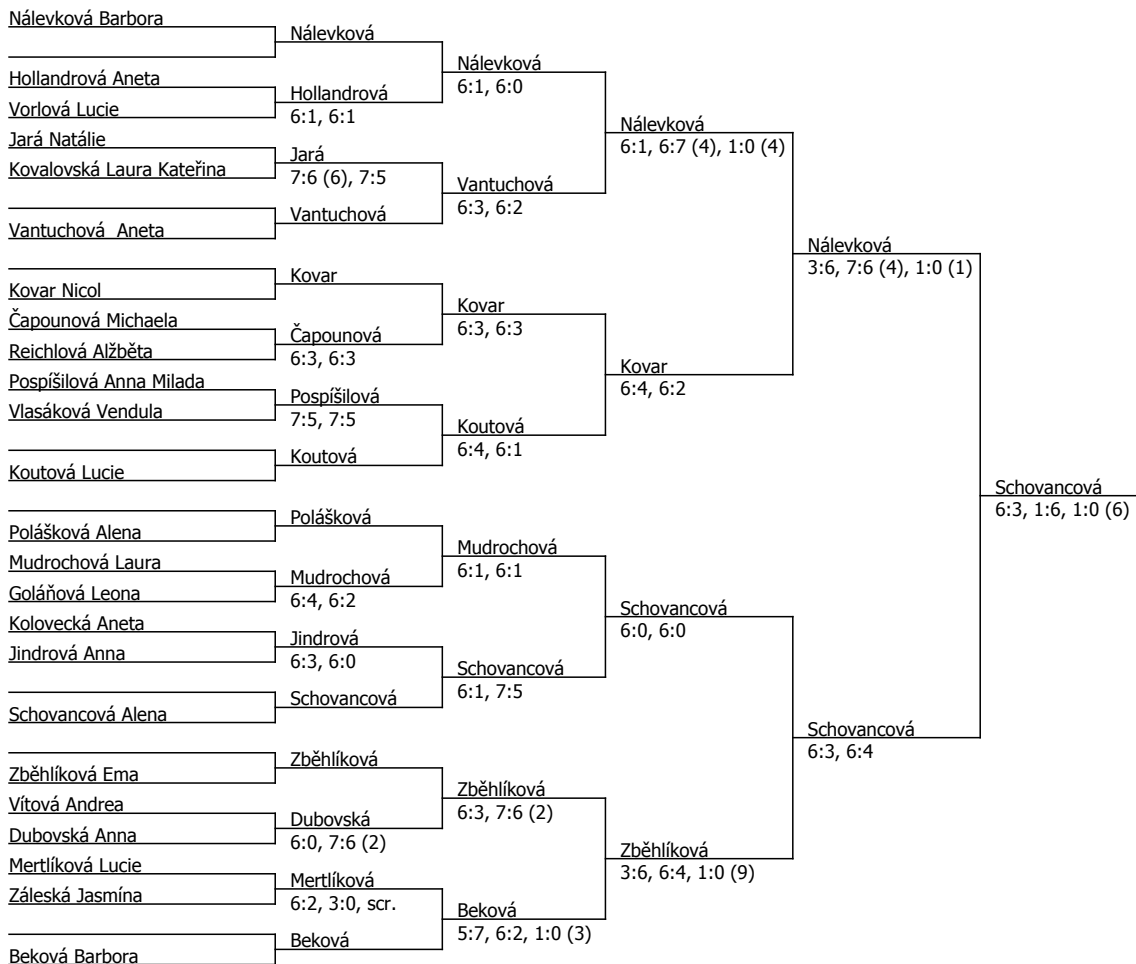 Nálevková Barbora
Hollandrová Aneta
Vorlová Lucie
Jará Natálie
Kovalovská Laura Kateřina
Vantuchová  Aneta
Kovar Nicol
Čapounová Michaela
Reichlová Alžběta
Pospíšilová Anna Milada
Vlasáková Vendula
Koutová Lucie
Polášková Alena
Mudrochová Laura
Goláňová Leona
Kolovecká Aneta
Jindrová Anna
Schovancová Alena
Zběhlíková Ema
Vítová Andrea
Dubovská Anna
Mertlíková Lucie
Záleská Jasmína
Beková Barbora
Nálevková
Hollandrová
6:1, 6:1
Jará
7:6 (6), 7:5
Vantuchová
Kovar
Čapounová
6:3, 6:3
Pospíšilová
7:5, 7:5
Koutová
Polášková
Mudrochová
6:4, 6:2
Jindrová
6:3, 6:0
Schovancová
Zběhlíková
Dubovská
6:0, 7:6 (2)
Mertlíková
6:2, 3:0, scr.
Beková
Nálevková
6:1, 6:0
Vantuchová
6:3, 6:2
Kovar
6:3, 6:3
Koutová
6:4, 6:1
Mudrochová
6:1, 6:1
Schovancová
6:1, 7:5
Zběhlíková
6:3, 7:6 (2)
Beková
5:7, 6:2, 1:0 (3)
Nálevková
6:1, 6:7 (4), 1:0 (4)
Kovar
6:4, 6:2
Schovancová
6:0, 6:0
Zběhlíková
3:6, 6:4, 1:0 (9)
Nálevková
3:6, 7:6 (4), 1:0 (1)
Schovancová
6:3, 6:4
Schovancová
6:3, 1:6, 1:0 (6)